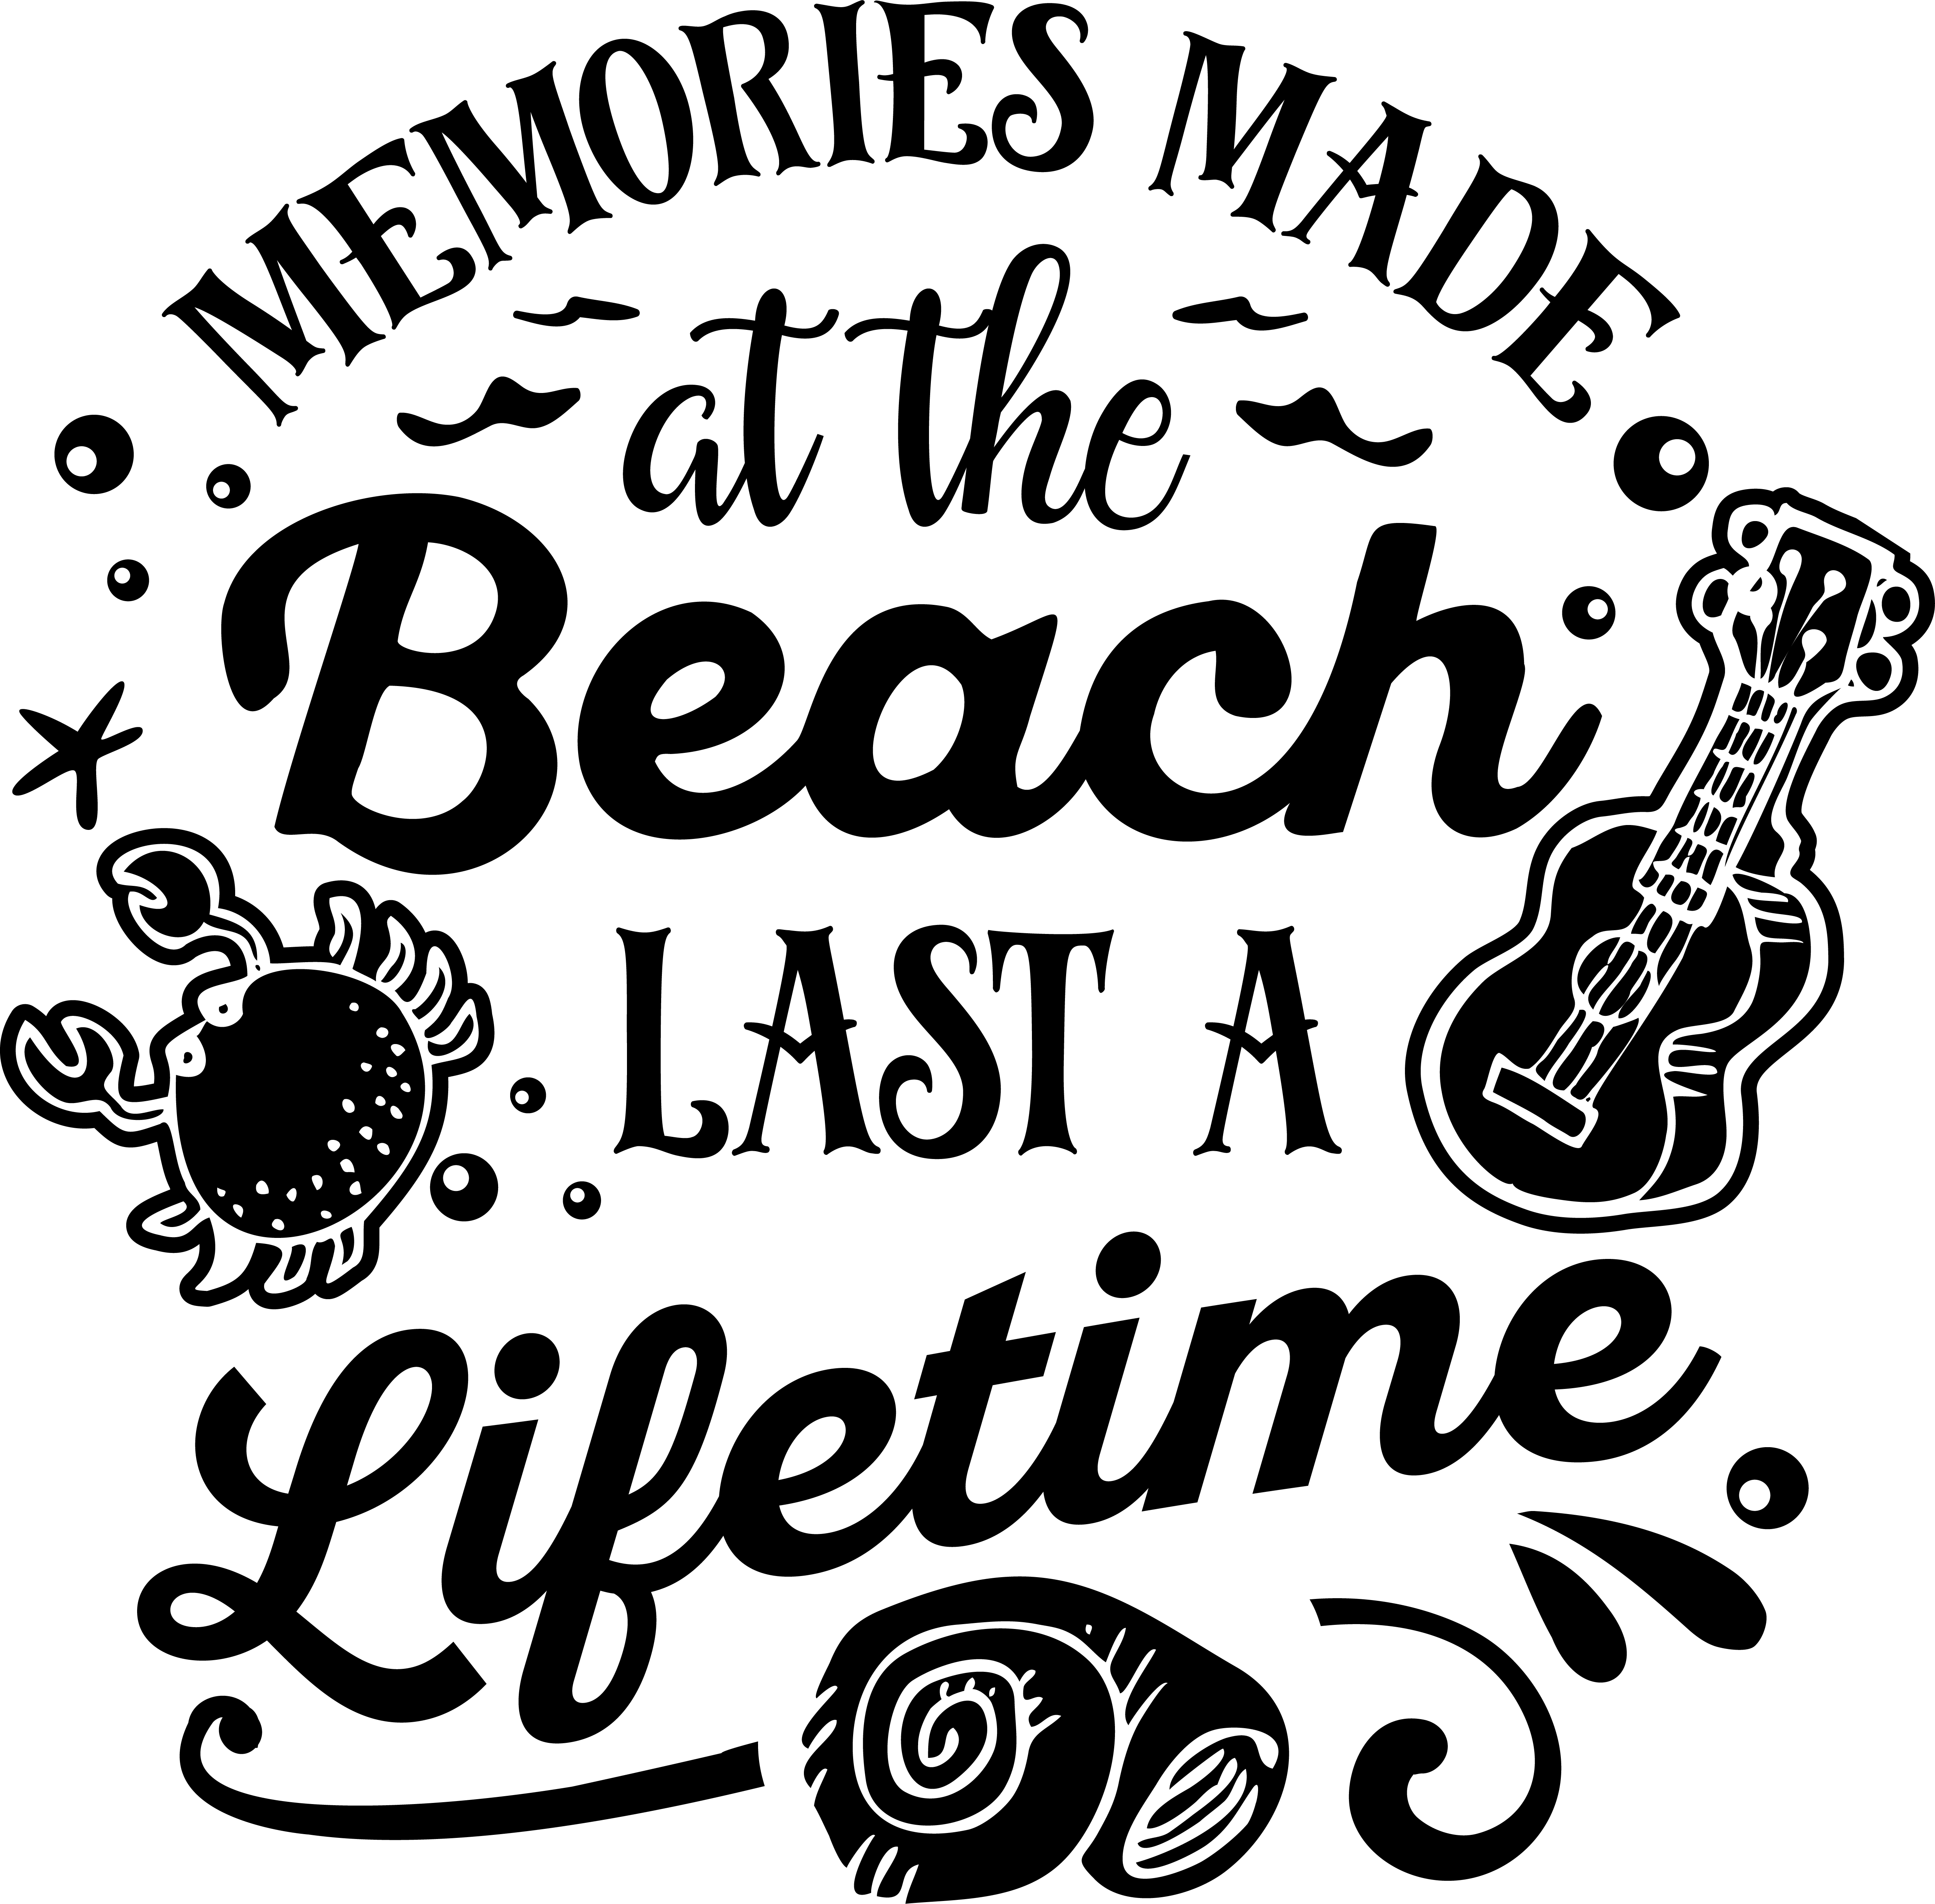 MEMORIES MADE
at the
Beach
LAST A
Lifetime